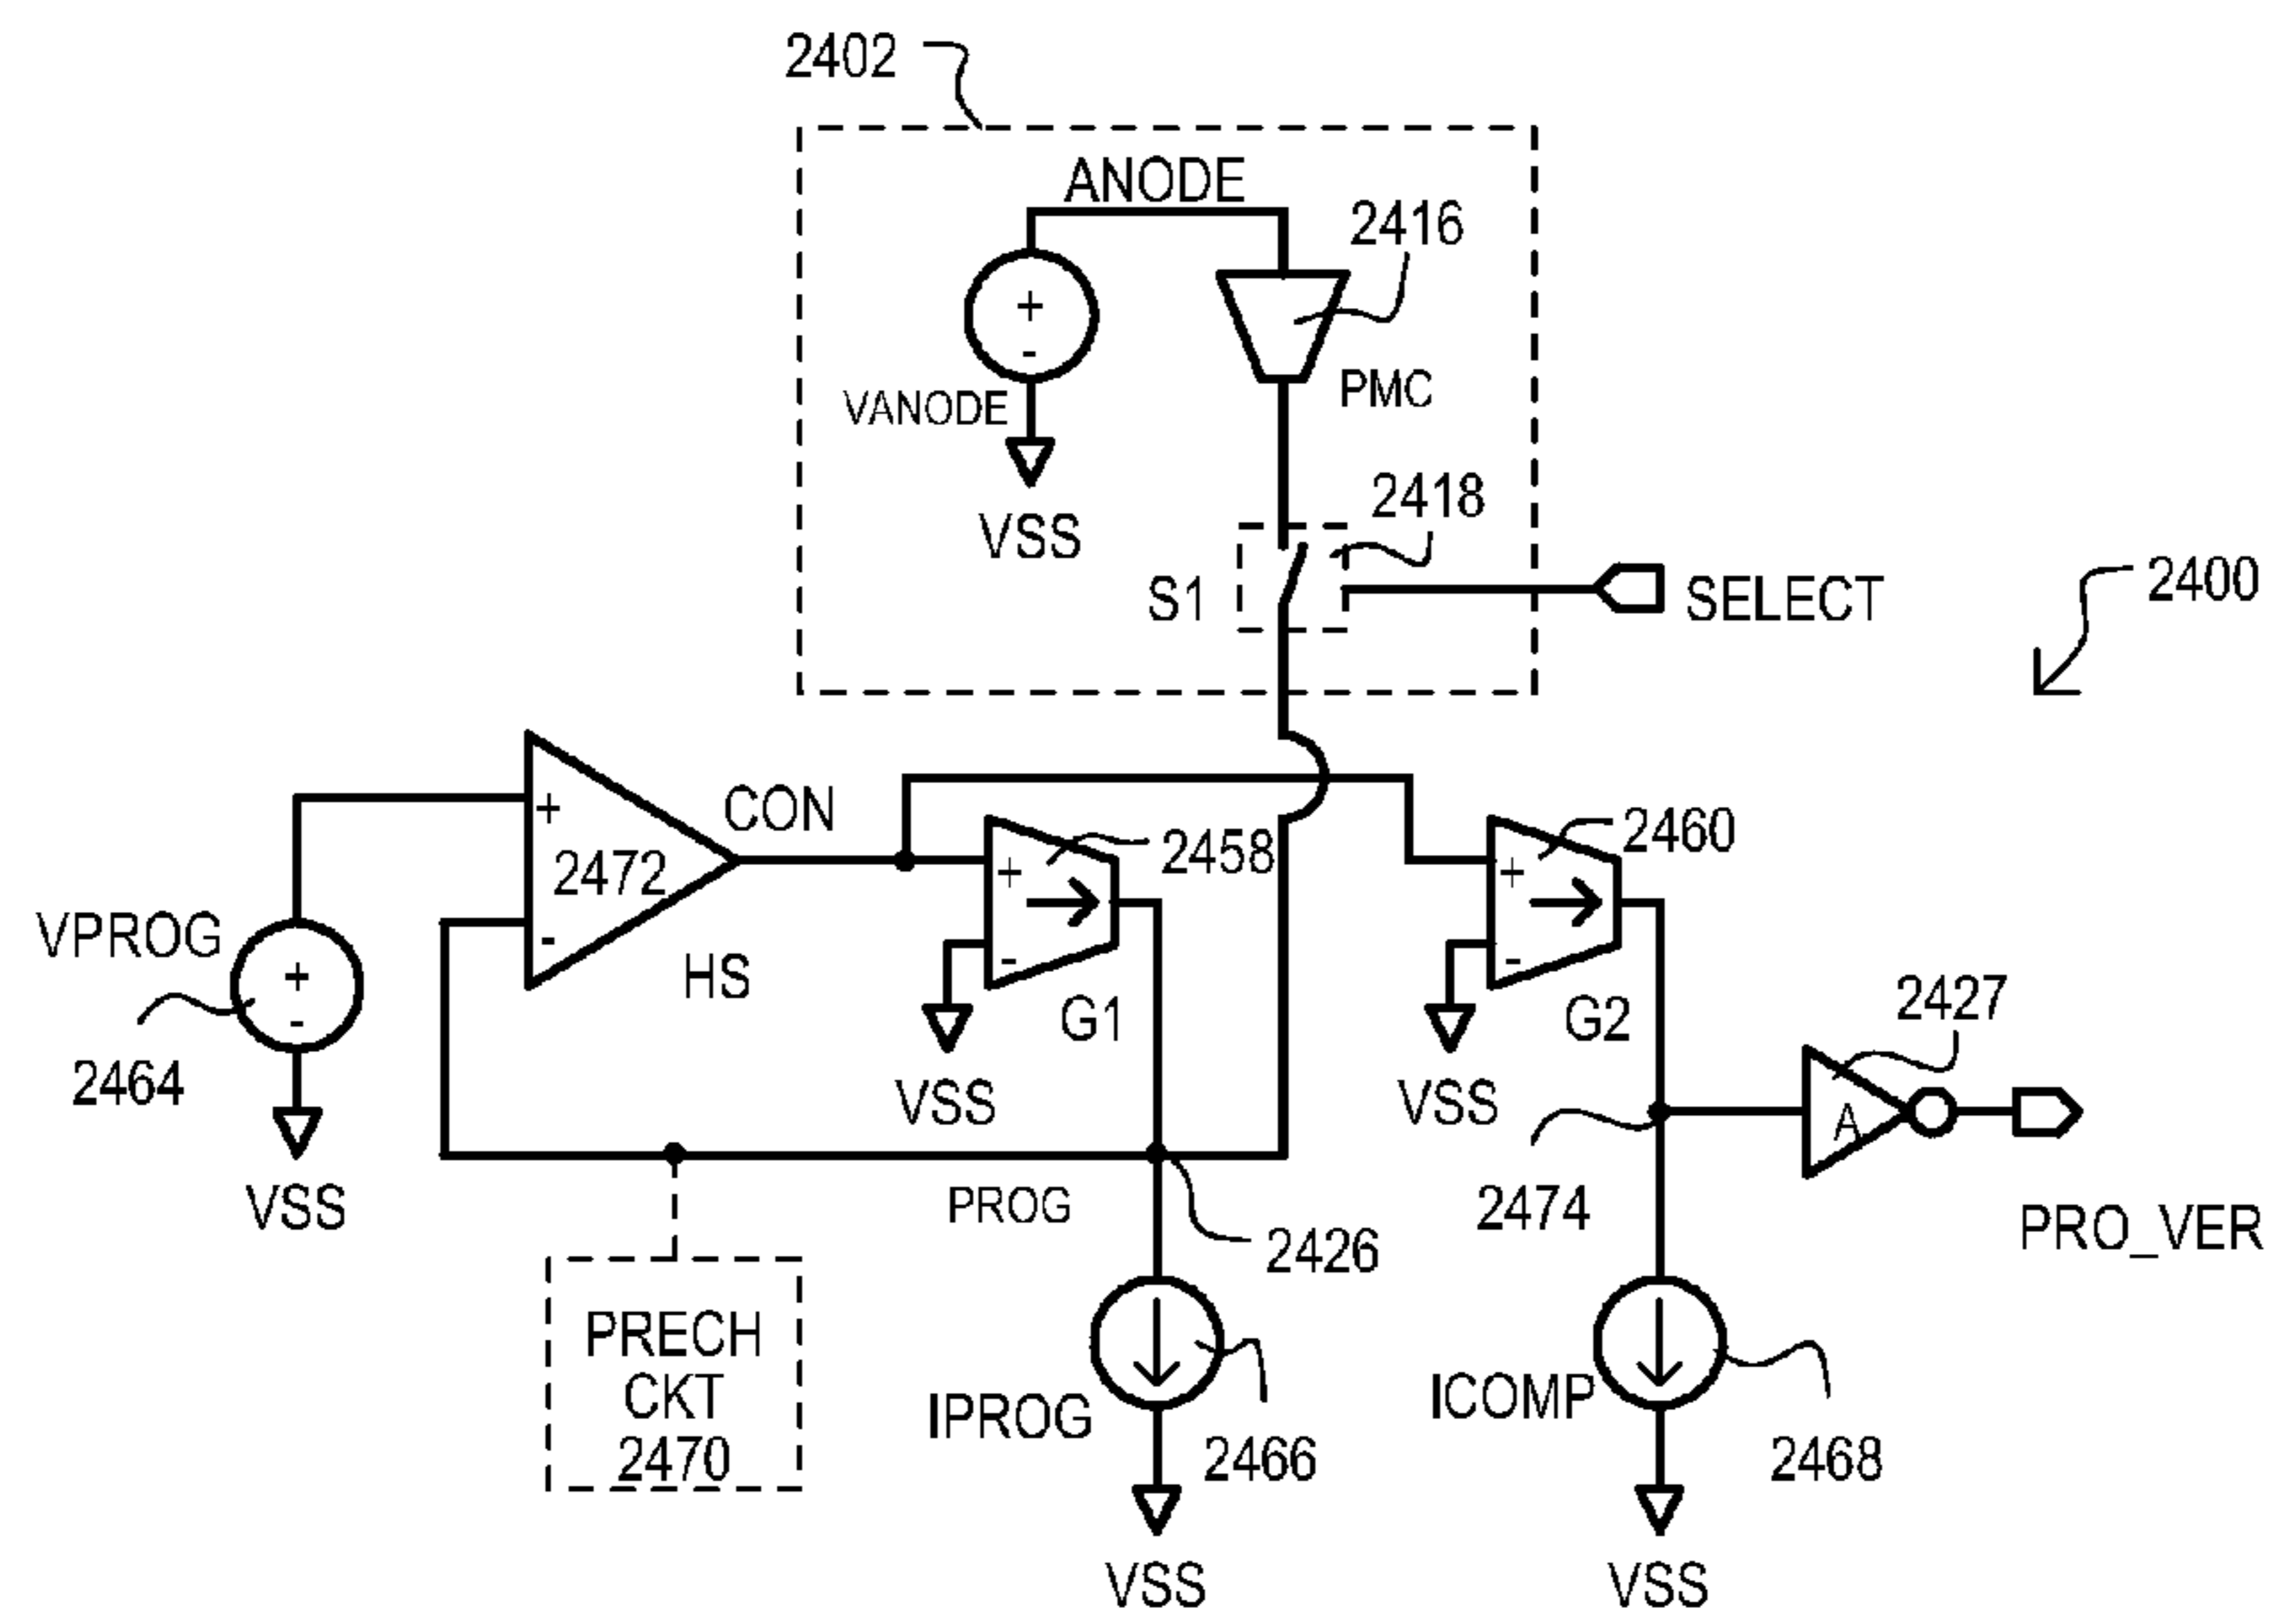 2402
ANODE
2416
+
-
VANODE
PMC
VSS
2418
S1
SELECT
2400
+
CON
2472
-
HS
VPROG
+
-
2464
VSS
+
2458
-
G1
VSS
+
2460
-
G2
VSS
2427
A
2474
PRO_VER
PROG
2426
PRECH
CKT
2470
IPROG
2466
VSS
ICOMP
2468
VSS